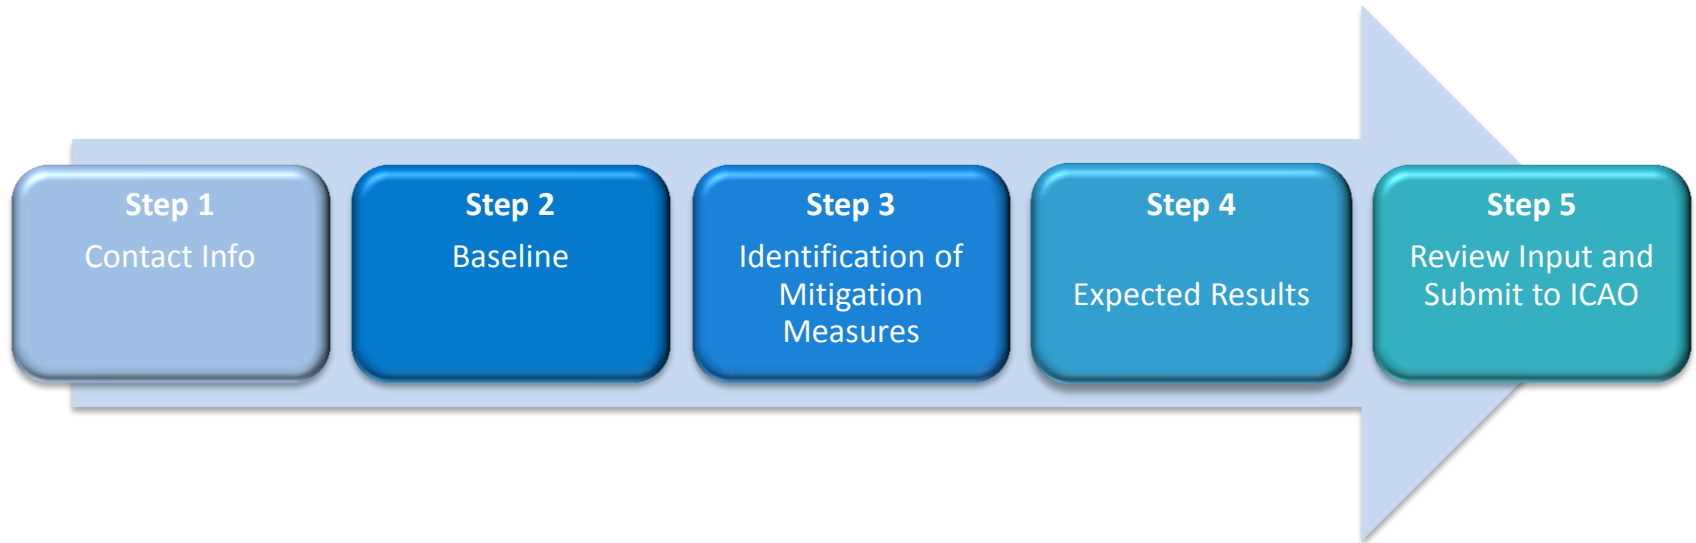 Step 1
Contact Info
Step 2
Baseline
Step 3
Identification of
Mitigation
Measures
Step 4
Expected Results
Step 5
Review Input and
Submit to ICAO